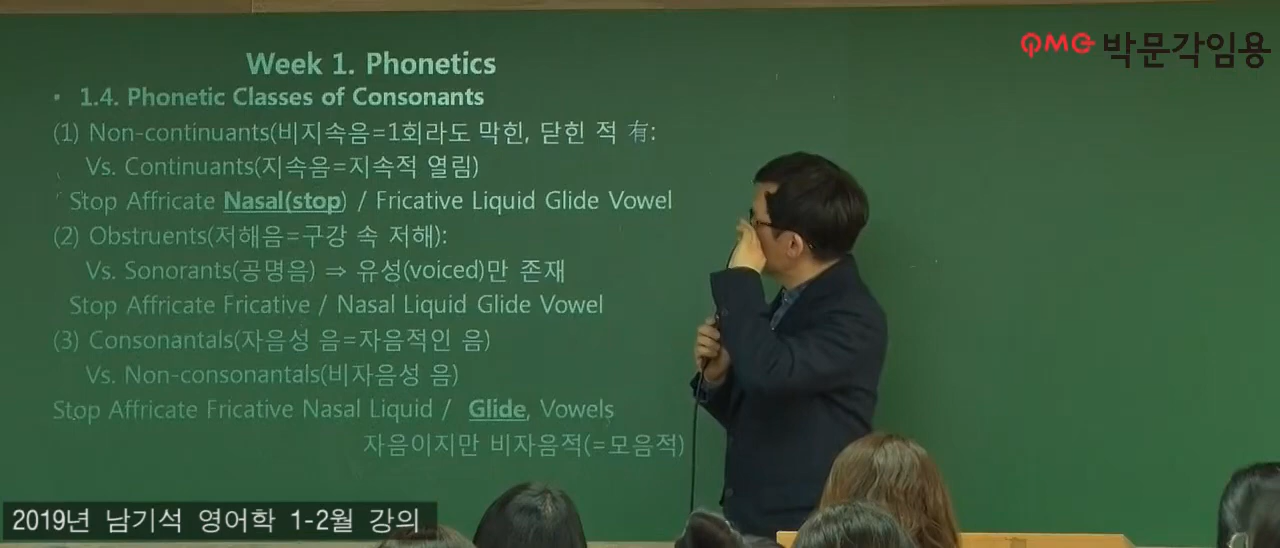 PMG 박문각임용
Week 1. Phonetics
• 1.4. Phonetic Classes of Consonants
(1) Non-continuants(비지속음=1회라도 막힌, 닫힌 적 有:
Vs. Continuants(지속음=지속적 열림)
Stop Affricate Nasal(stop) / Fricative Liquid Glide Vowel
(2) Obstruents(저해음=구강 속 저해):
Vs. Sonorants(공명음) ⇒ 유성(voiced)만 존재
Stop Affricate Fricative / Nasal Liquid Glide Vowel
(3) Consonantals(자음성 음=자음적인 음)
Vs. Non-consonantals(비자음성 음)
Stop Affricate Fricative Nasal Liquid / Glide, Vowels
자음이지만 비자음적(=모음적)
2019년 남기석 영어학 1-2월 강의